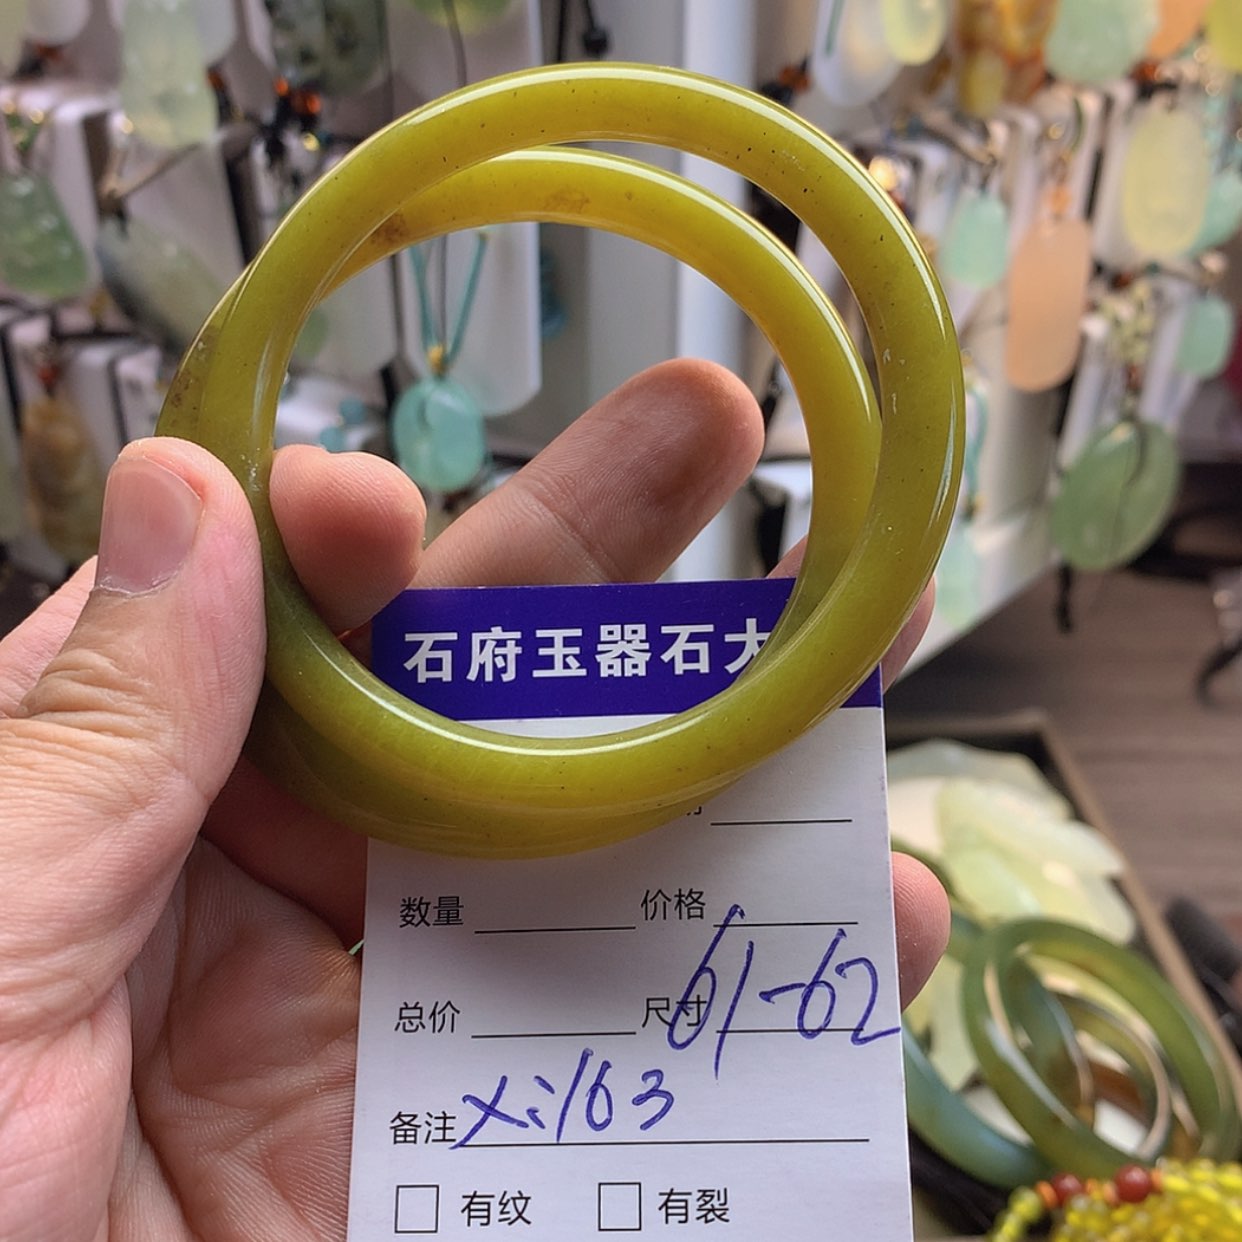 石府玉器石大
数量 价格
总价 尺寸 61-62
备注 xi163
有纹 有裂